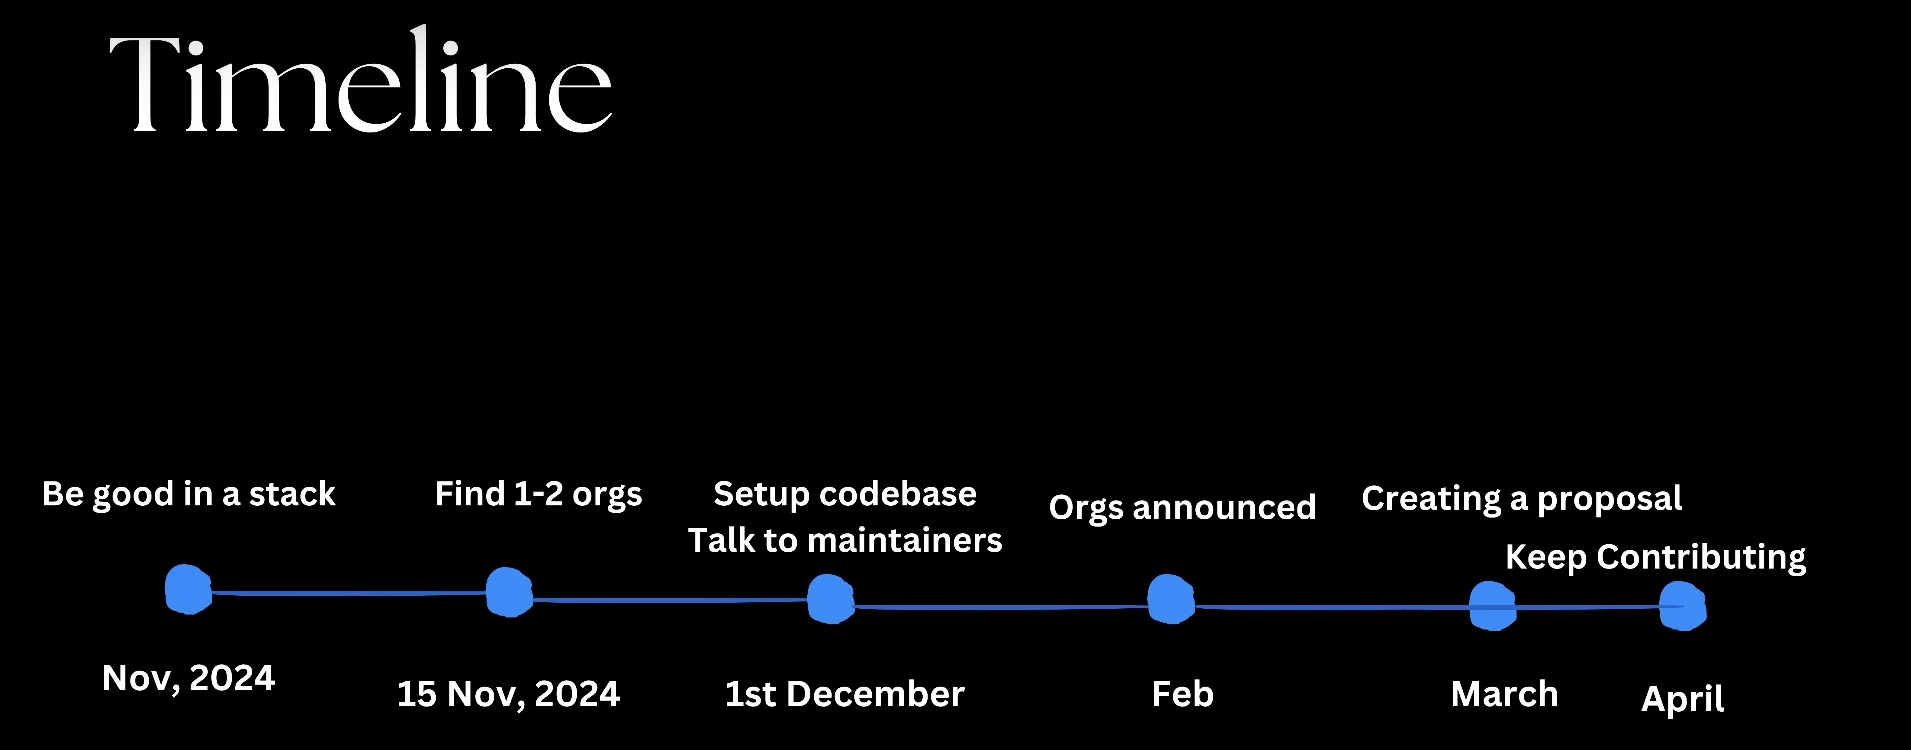 Timeline
Be good in a stack
Find 1-2 orgs
Setup codebase
Talk to maintainers
Orgs announced
Creating a proposal
Keep Contributing
Nov, 2024
15 Nov, 2024
1st December
Feb
March
April